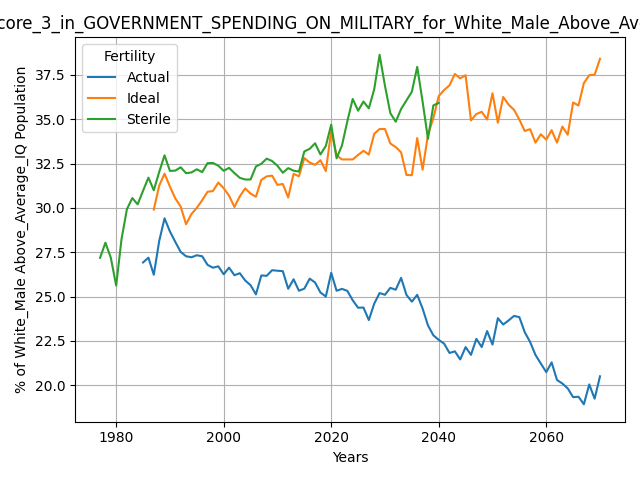 core_3_in_GOVERNMENT_SPENDING_ON_MILITARY_for_White_Male_Above_Av
Fertility
Actual
Ideal
Sterile
% of White_Male Above_Average_IQ Population
37.5
35.0
32.5
30.0
27.5
25.0
22.5
20.0
1980 2000 2020 2040 2060
Years